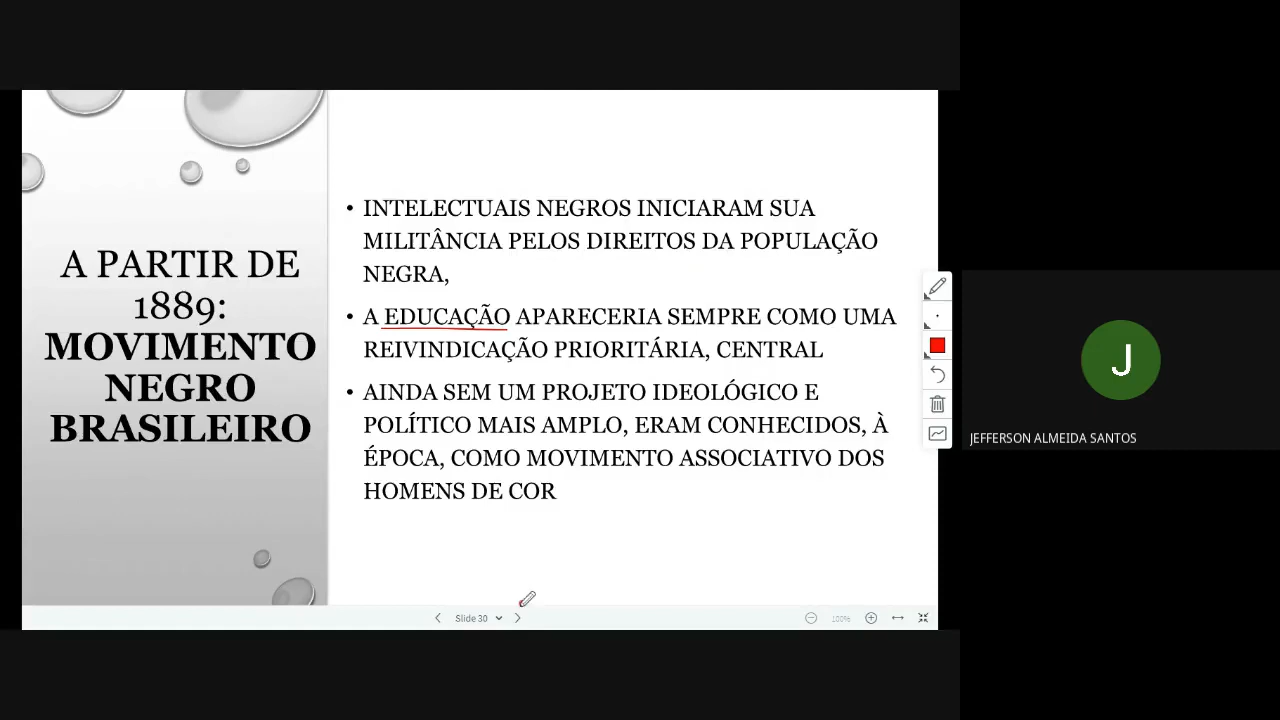 A PARTIR DE
1889:
MOVIMENTO
NEGRO
BRASILEIRO
• INTELECTUAIS NEGROS INICIARAM SUA
MILITÂNCIA PELOS DIREITOS DA POPULAÇÃO
NEGRA,
• A EDUCAÇÃO APARECERIA SEMPRE COMO UMA
REIVINDICAÇÃO PRIORITÁRIA, CENTRAL
• AINDA SEM UM PROJETO IDEOLÓGICO E
POLÍTICO MAIS AMPLO, ERAM CONHECIDOS, À
ÉPOCA, COMO MOVIMENTO ASSOCIATIVO DOS
HOMENS DE COR
Slide 30
100%
J
JEFFERSON ALMEIDA SANTOS